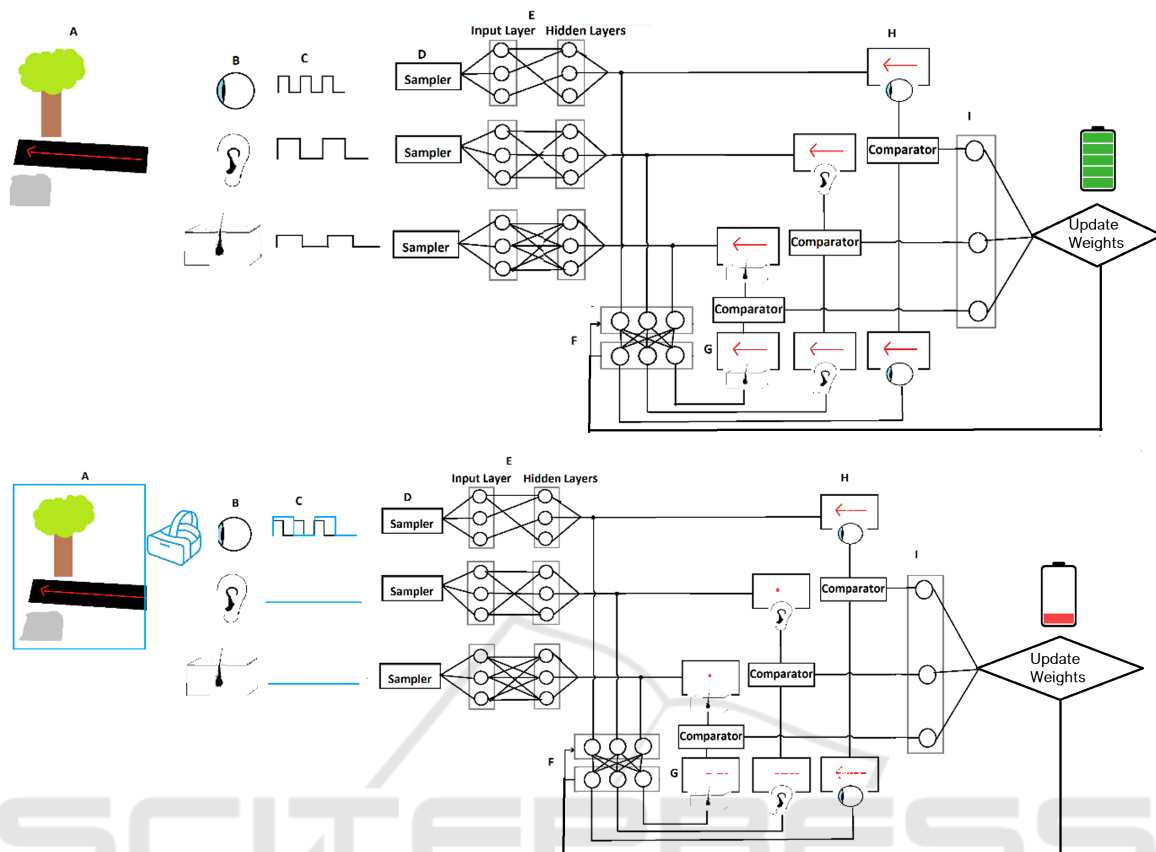 E
Input Layer Hidden Layers
A
H
B
C
D
Sampler
I
Sampler
Comparator
Sampler
Comparator
Update
Weights
Comparator
F
G
E
A
Input Layer Hidden Layers
H
B
C
D
Sampler
I
Sampler
Comparator
Sampler
Comparator
Update
Weights
Comparator
F
G
SCITEPRESS